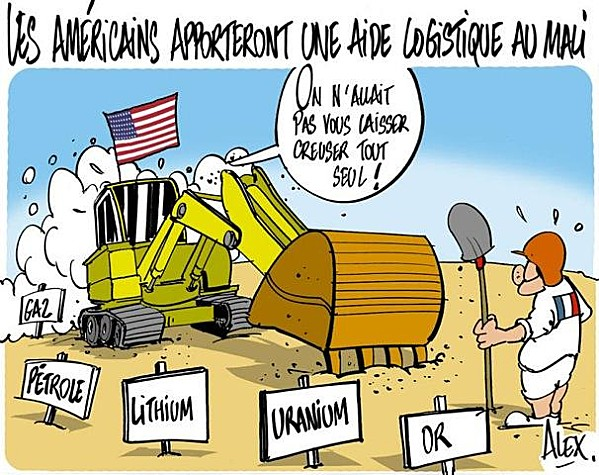 LES AMÉRICAINS APPORTERONT UNE AIDE LOGISTIQUE AU MALI
ON N'ALLAIT
PAS VOUS LAISSER
CREUSER TOUT
SEUL !
GAZ
PÉTROLE
LITHIUM
URANIUM
OR
ALEX.